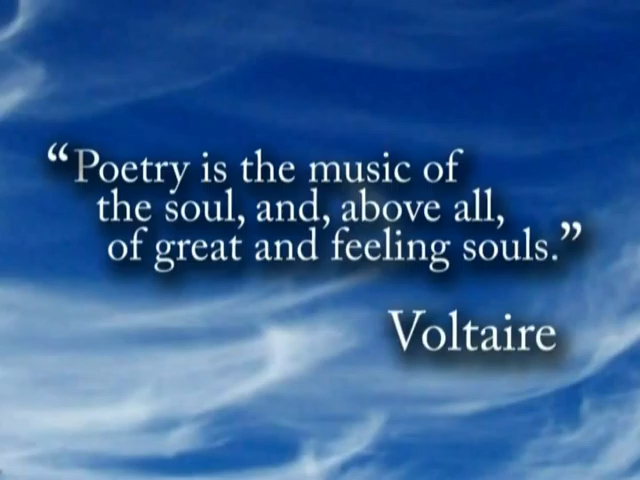 “Poetry is the music of
the soul, and, above all,
of great and feeling souls.”
Voltaire